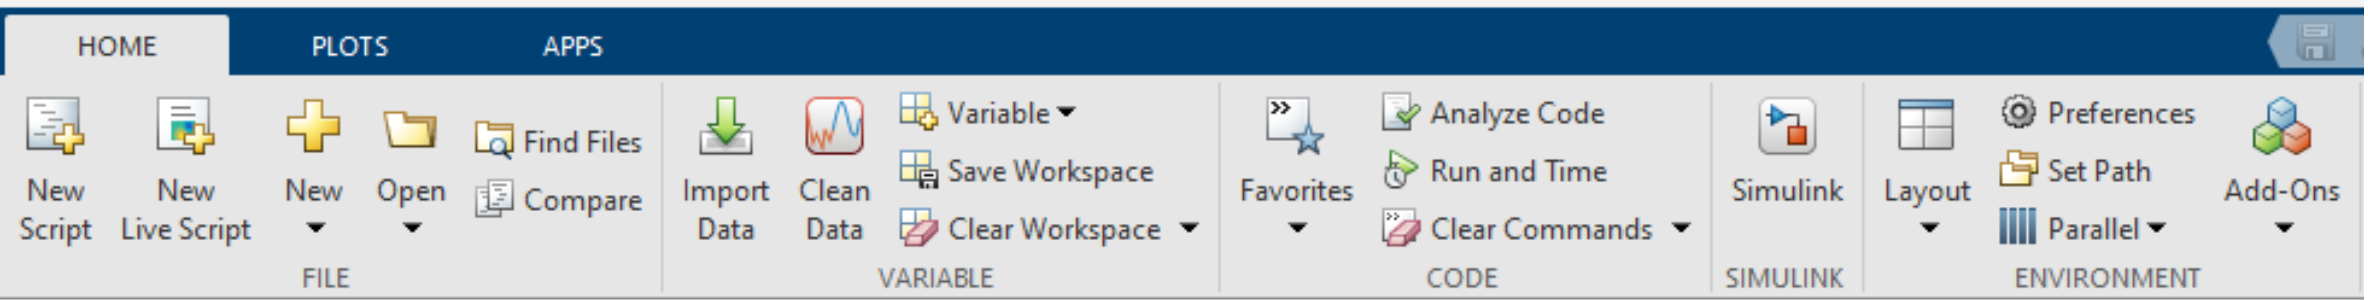 HOME PLOTS APPS
New Script
New Live Script
New
Open
Find Files
Compare
FILE
Import Data
Clean Data
Variable
Save Workspace
Clear Workspace
VARIABLE
Favorites
Analyze Code
Run and Time
Clear Commands
CODE
Simulink
SIMULINK
Layout
Preferences
Set Path
Parallel
Add-Ons
ENVIRONMENT